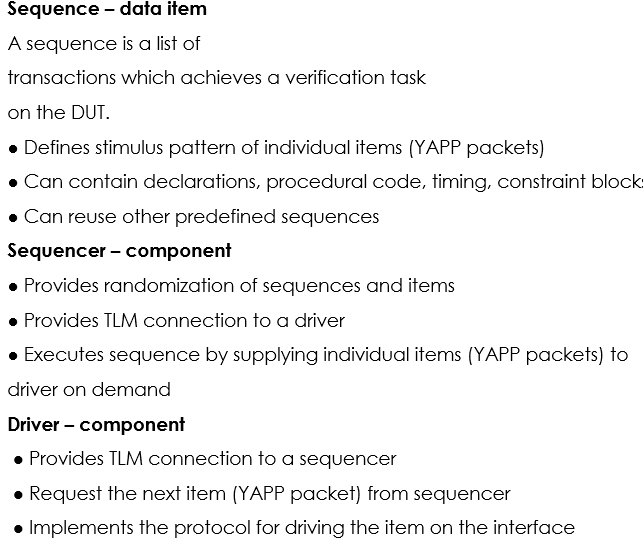 Sequence – data item
A sequence is a list of
transactions which achieves a verification task
on the DUT.
● Defines stimulus pattern of individual items (YAPP packets)
● Can contain declarations, procedural code, timing, constraint blocks
● Can reuse other predefined sequences
Sequencer – component
● Provides randomization of sequences and items
● Provides TLM connection to a driver
● Executes sequence by supplying individual items (YAPP packets) to
driver on demand
Driver – component
● Provides TLM connection to a sequencer
● Request the next item (YAPP packet) from sequencer
● Implements the protocol for driving the item on the interface